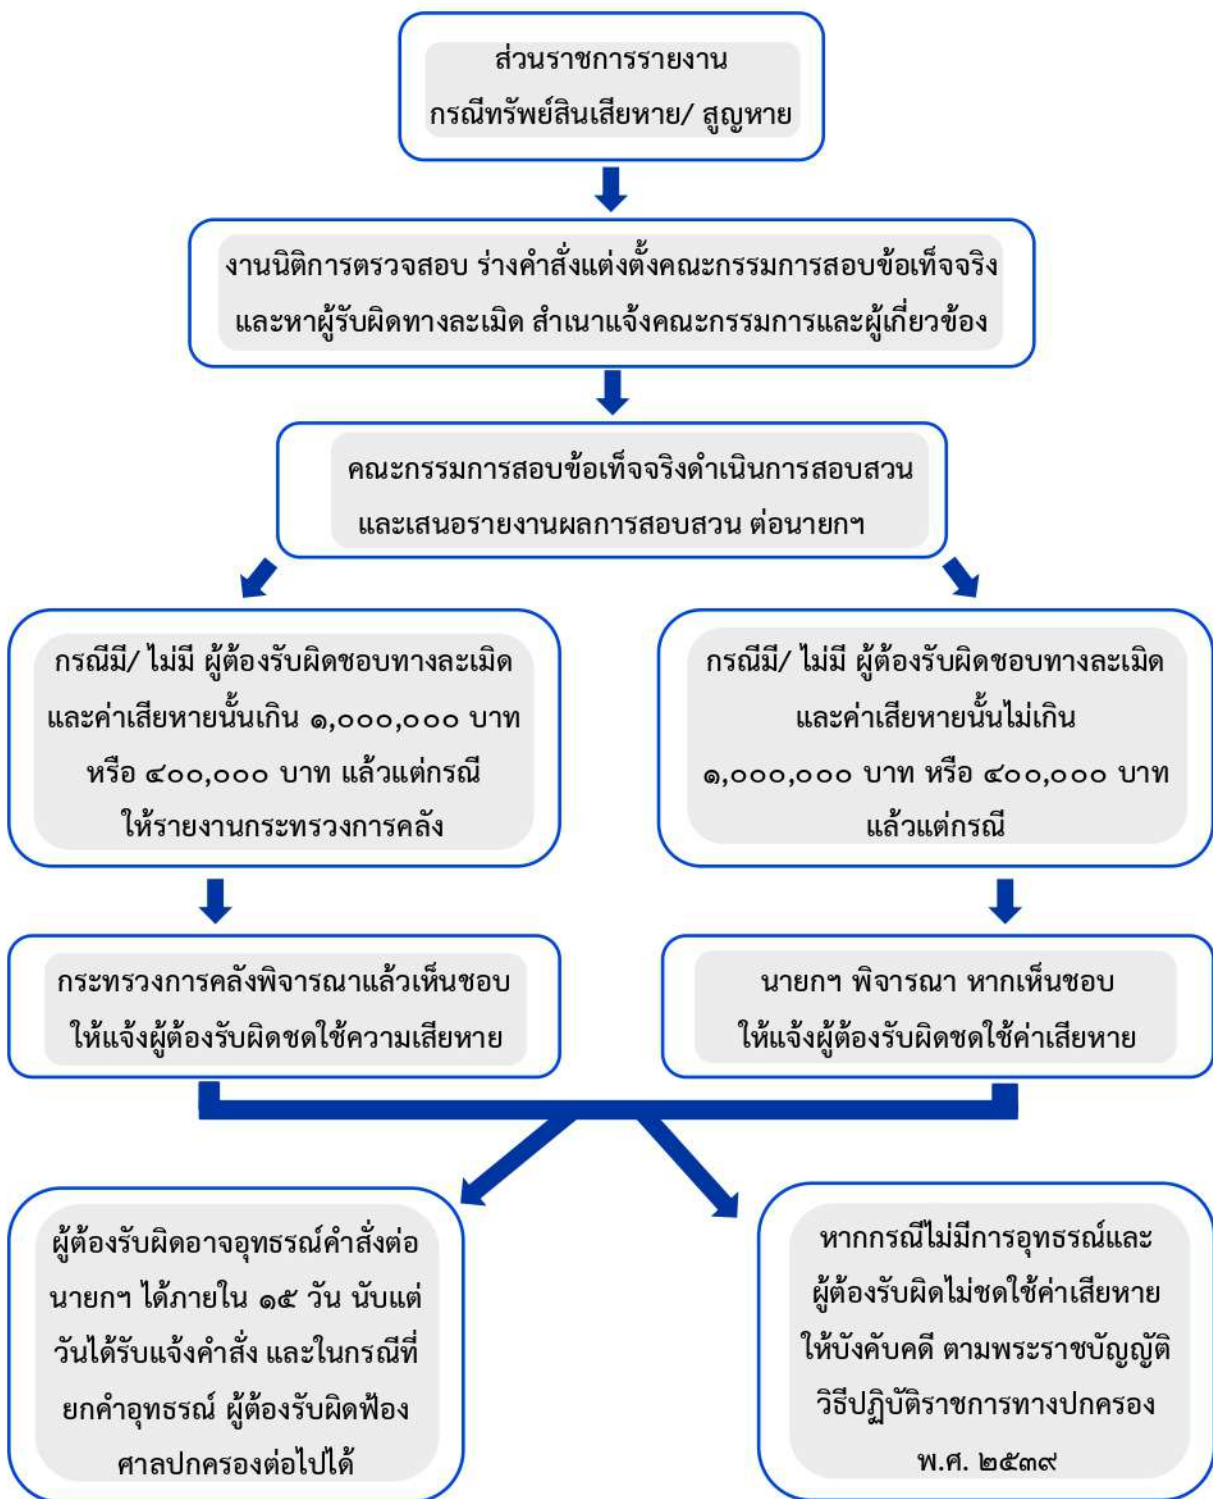 ส่วนราชการรายงาน
กรณีทรัพย์สินเสียหาย/ สูญหาย
งานนิติการตรวจสอบ ร่างคำสั่งแต่งตั้งคณะกรรมการสอบข้อเท็จจริง
และหาผู้รับผิดทางละเมิด สำเนาแจ้งคณะกรรมการและผู้เกี่ยวข้อง
คณะกรรมการสอบข้อเท็จจริงดำเนินการสอบสวน
และเสนอรายงานผลการสอบสวน ต่อนายกฯ
กรณีมี/ ไม่มี ผู้ต้องรับผิดชอบทางละเมิด
และค่าเสียหายนั้นเกิน ๑,๐๐๐,๐๐๐ บาท
หรือ ๔๐๐,๐๐๐ บาท แล้วแต่กรณี
ให้รายงานกระทรวงการคลัง
กรณีมี/ ไม่มี ผู้ต้องรับผิดชอบทางละเมิด
และค่าเสียหายนั้นไม่เกิน
๑,๐๐๐,๐๐๐ บาท หรือ ๔๐๐,๐๐๐ บาท
แล้วแต่กรณี
กระทรวงการคลังพิจารณาแล้วเห็นชอบ
ให้แจ้งผู้ต้องรับผิดชดใช้ความเสียหาย
นายกฯ พิจารณา หากเห็นชอบ
ให้แจ้งผู้ต้องรับผิดชดใช้ค่าเสียหาย
ผู้ต้องรับผิดอาจอุทธรณ์คำสั่งต่อ
นายกฯ ได้ภายใน ๑๕ วัน นับแต่
วันได้รับแจ้งคำสั่ง และในกรณีที่
ยกคำอุทธรณ์ ผู้ต้องรับผิดฟ้อง
ศาลปกครองต่อไปได้
หากกรณีไม่มีการอุทธรณ์และ
ผู้ต้องรับผิดไม่ชดใช้ค่าเสียหาย
ให้บังคับคดี ตามพระราชบัญญัติ
วิธีปฏิบัติราชการทางปกครอง
พ.ศ. ๒๕๓๙